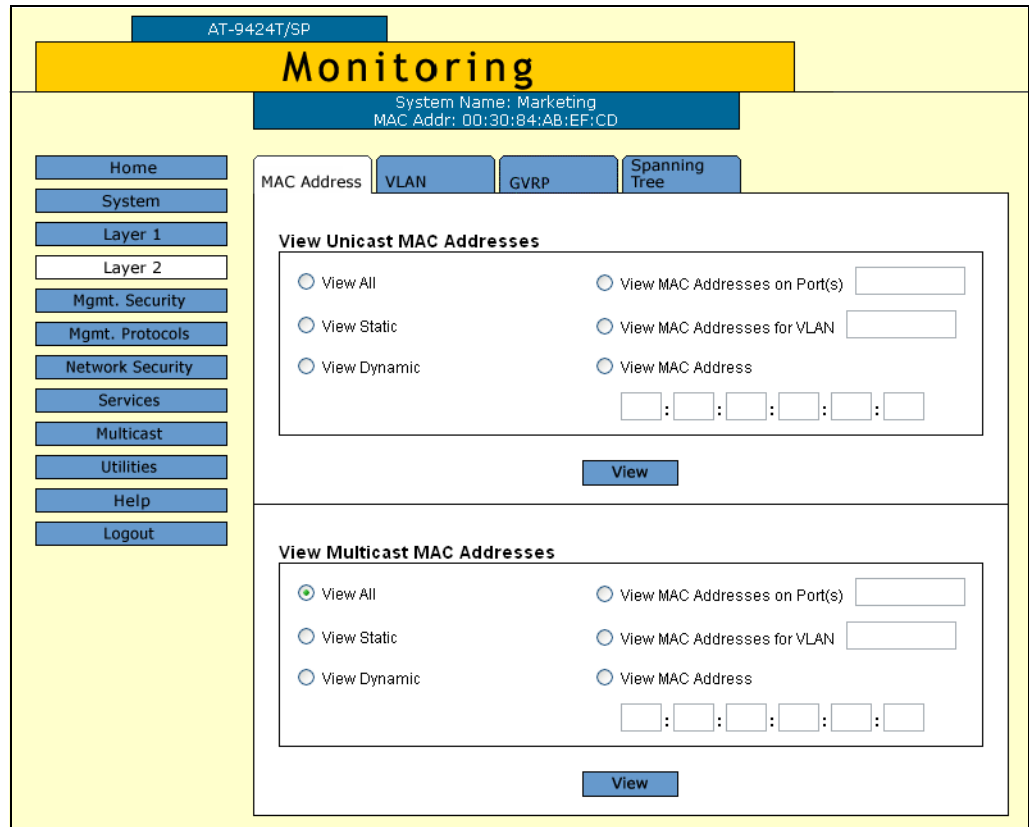 AT-9424T/SP
Monitoring
System Name: Marketing
MAC Addr: 00:30:84:AB:EF:CD
Home
System
Layer 1
Layer 2
Mgmt. Security
Mgmt. Protocols
Network Security
Services
Multicast
Utilities
Help
Logout
MAC Address
VLAN
GVRP
Spanning
Tree
View Unicast MAC Addresses
View All
View MAC Addresses on Port(s)
View Static
View MAC Addresses for VLAN
View Dynamic
View MAC Address
: : : : :
View
View Multicast MAC Addresses
View All
View MAC Addresses on Port(s)
View Static
View MAC Addresses for VLAN
View Dynamic
View MAC Address
: : : : :
View